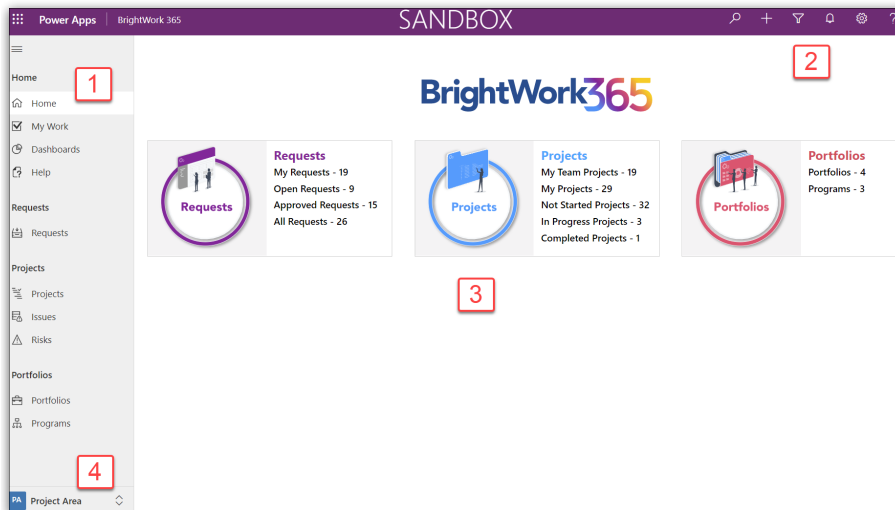 Power Apps BrightWork 365 SANDBOX ?
Home
1
2
Home
My Work
Dashboards
Help
Requests
Requests
Projects
Projects
Issues
Risks
Portfolios
Portfolios
Programs
4
PA Project Area
BrightWork365
Requests
Requests
My Requests - 19
Open Requests - 9
Approved Requests - 15
All Requests - 26
Projects
Projects
My Team Projects - 19
My Projects - 29
Not Started Projects - 32
In Progress Projects - 3
Completed Projects - 1
Portfolios
Portfolios
Portfolios - 4
Programs - 3
3